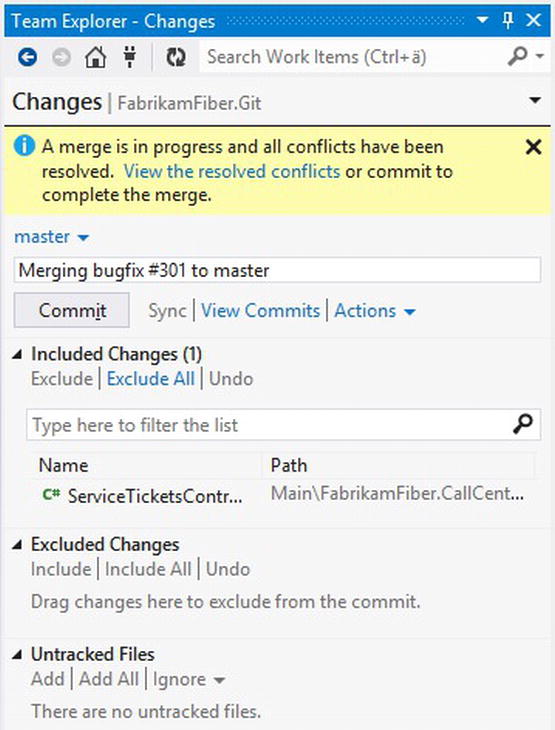 Team Explorer - Changes
Search Work Items (Ctrl+ä)
Changes | FabrikamFiber.Git
A merge is in progress and all conflicts have been
resolved. View the resolved conflicts or commit to
complete the merge.
master
Merging bugfix #301 to master
Commit Sync | View Commits | Actions
Included Changes (1)
Exclude | Exclude All | Undo
Type here to filter the list
Name Path
C# ServiceTicketsContr... Main\FabrikamFiber.CallCent...
Excluded Changes
Include | Include All | Undo
Drag changes here to exclude from the commit.
Untracked Files
Add | Add All | Ignore
There are no untracked files.